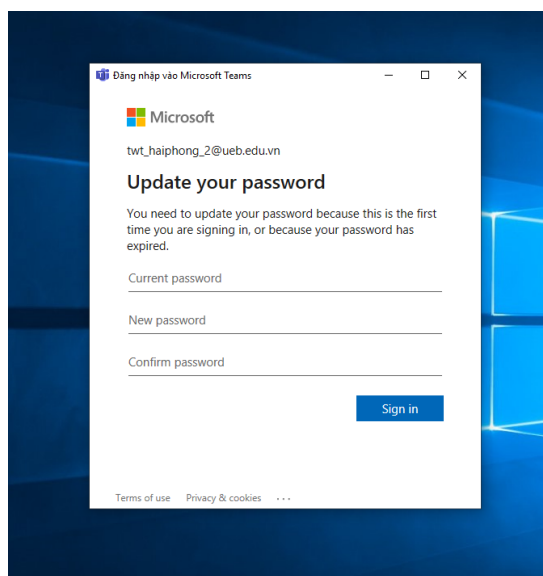 Đăng nhập vào Microsoft Teams
Microsoft
twt_haiphong_2@ueb.edu.vn
Update your password
You need to update your password because this is the first
time you are signing in, or because your password has
expired.
Current password
New password
Confirm password
Sign in
Terms of use Privacy & cookies ...